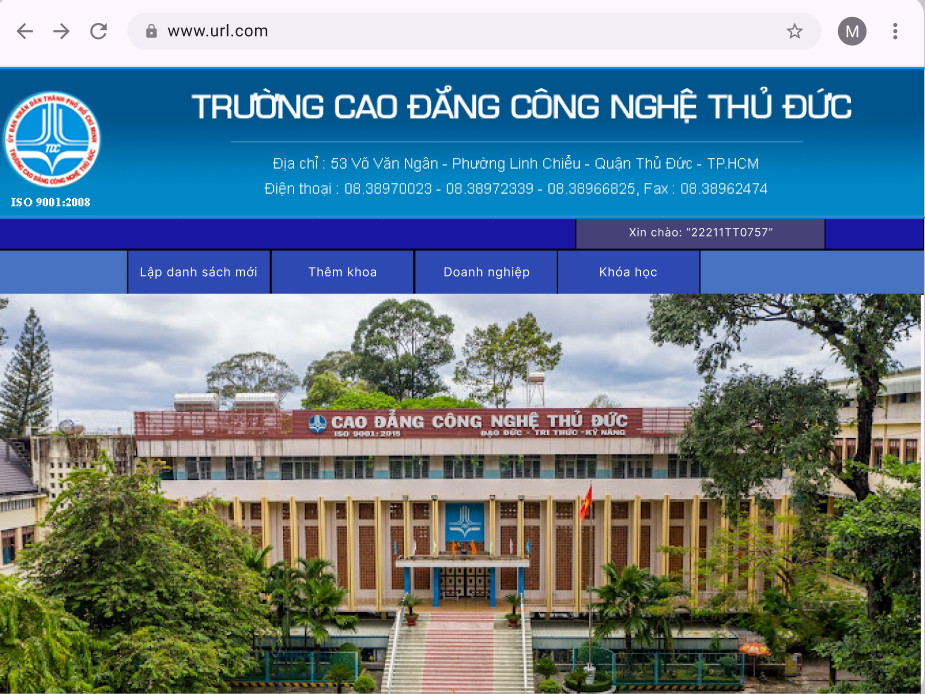 www.url.com
M
TRƯỜNG CAO ĐẲNG CÔNG NGHỆ THỦ ĐỨC
ỦY BAN NHÂN DÂN THÀNH PHỐ HỒ CHÍ MINH
TDC
TRƯỜNG CAO ĐẲNG CÔNG NGHỆ THỦ ĐỨC
ISO 9001:2008
Địa chỉ : 53 Võ Văn Ngân - Phường Linh Chiểu - Quận Thủ Đức - TP.HCM
Điện thoại : 08.38970023 - 08.38972339 - 08.38966825, Fax : 08.38962474
Xin chào: "22211TT0757"
Lập danh sách mới
Thêm khoa
Doanh nghiệp
Khóa học
CAO ĐẲNG CÔNG NGHỆ THỦ ĐỨC
ISO 9001:2015
ĐẠO ĐỨC - TRI THỨC - KỸ NĂNG